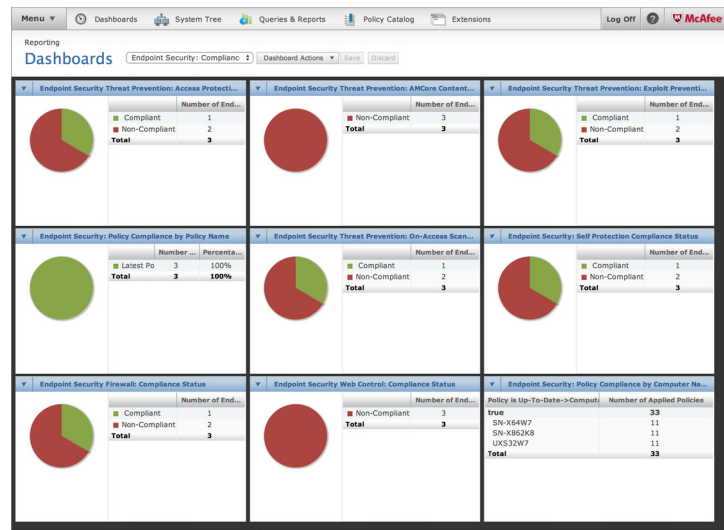 Menu ▼ Dashboards System Tree Queries & Reports Policy Catalog Extensions Log Off ? McAfee
Reporting
Dashboards Endpoint Security: Complianc Dashboard Actions ▼ Save Discard
Endpoint Security Threat Prevention: Access Protecti...
Number of End...
Compliant 1
Non-Compliant 2
Total 3
Endpoint Security Threat Prevention: AMCore Content...
Number of End...
Non-Compliant 3
Total 3
Endpoint Security Threat Prevention: Exploit Preventi...
Number of End...
Compliant 1
Non-Compliant 2
Total 3
Endpoint Security: Policy Compliance by Policy Name
Number ... Percenta...
Latest Po 3 100%
Total 3 100%
Endpoint Security Threat Prevention: On-Access Scan...
Number of End...
Compliant 1
Non-Compliant 2
Total 3
Endpoint Security: Self Protection Compliance Status
Number of End...
Compliant 1
Non-Compliant 2
Total 3
Endpoint Security Firewall: Compliance Status
Number of End...
Compliant 1
Non-Compliant 2
Total 3
Endpoint Security Web Control: Compliance Status
Number of End...
Non-Compliant 3
Total 3
Endpoint Security: Policy Compliance by Computer Na...
Policy is Up-To-Date->Compute Number of Applied Policies
true 33
SN-X64W7 11
SN-X862K8 11
UXS32W7 11
Total 33